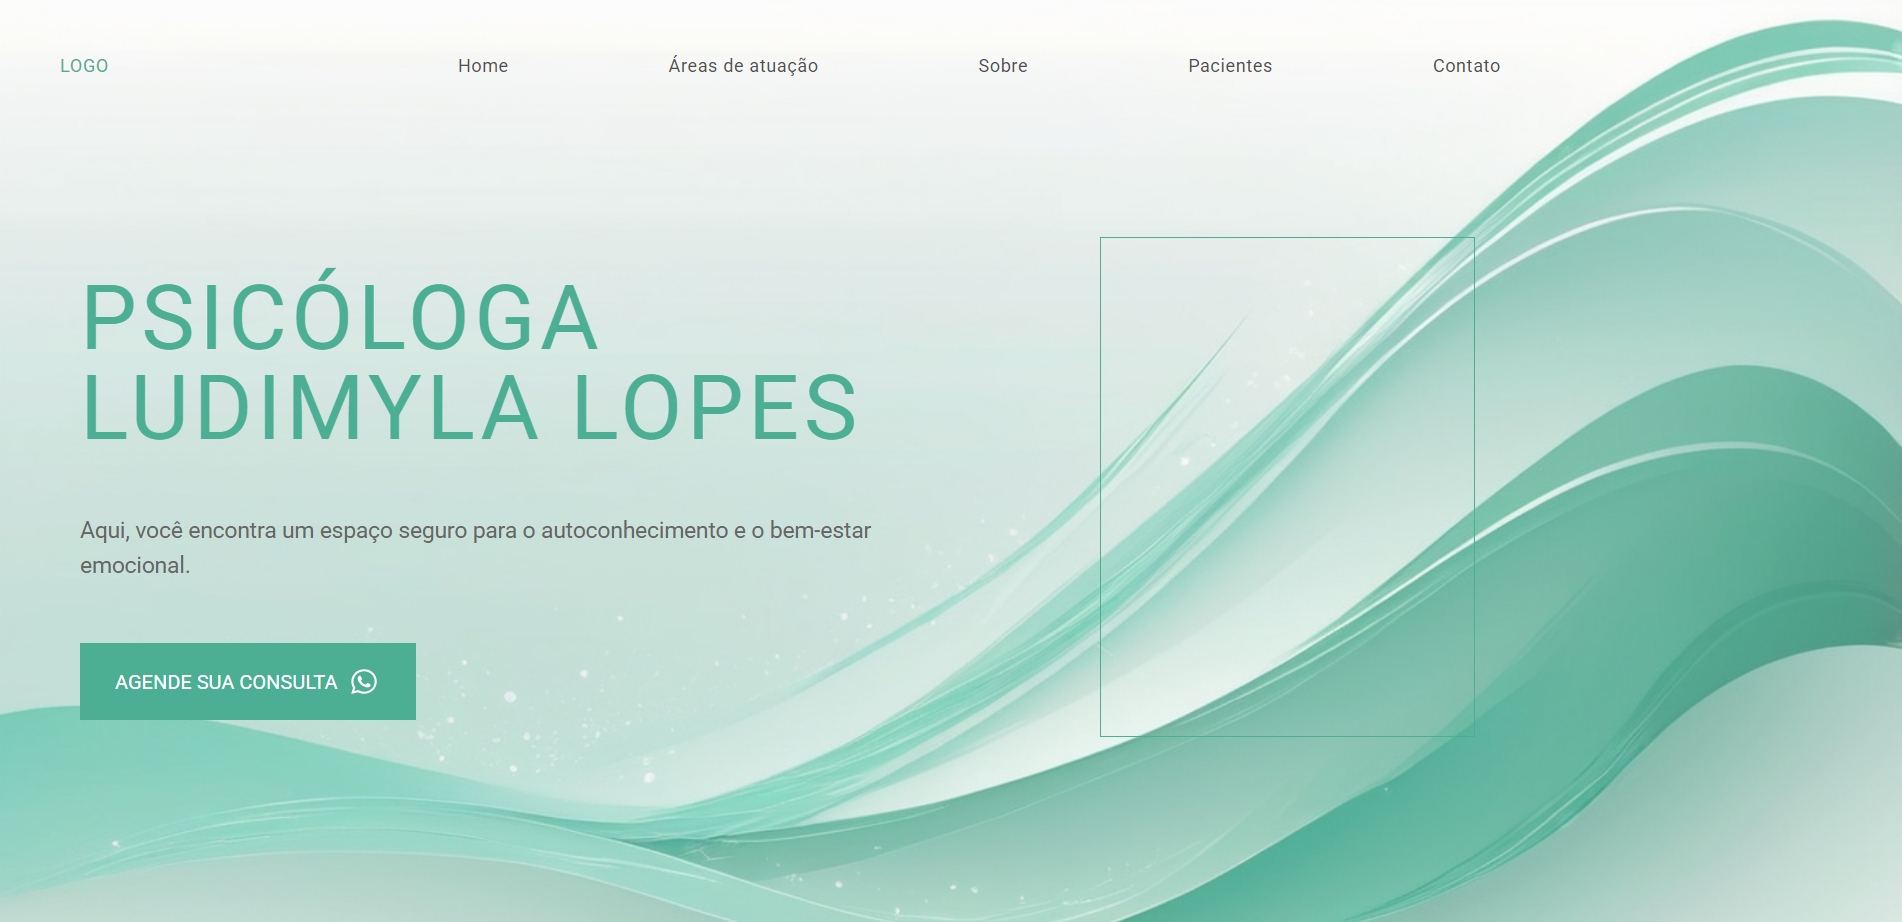 LOGO
Home
Áreas de atuação
Sobre
Pacientes
Contato
PSICÓLOGA
LUDIMYLA LOPES
Aqui, você encontra um espaço seguro para o autoconhecimento e o bem-estar
emocional.
AGENDE SUA CONSULTA